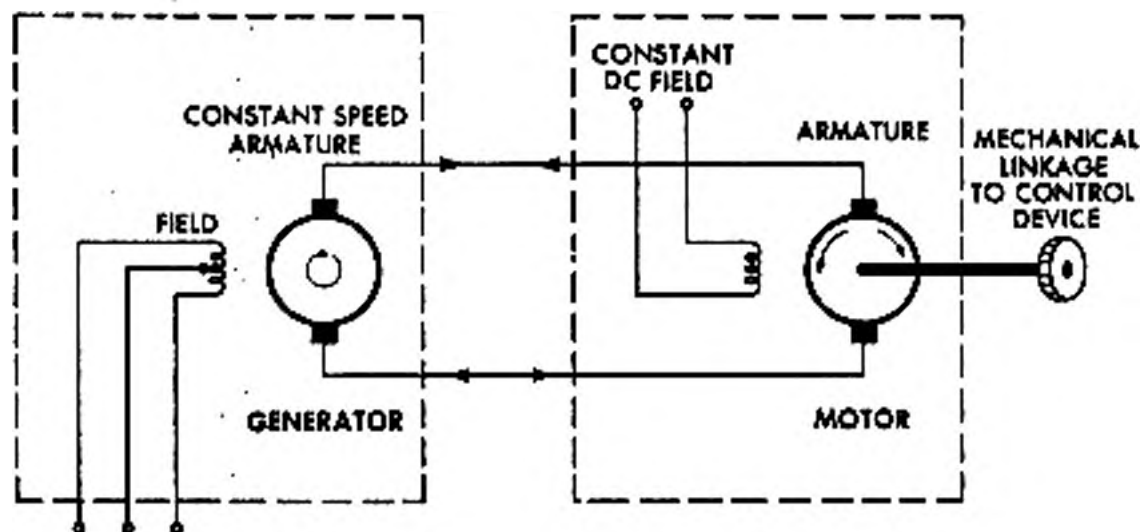 CONSTANT
DC FIELD
CONSTANT SPEED
ARMATURE
ARMATURE
MECHANICAL
LINKAGE
TO CONTROL
DEVICE
FIELD
GENERATOR
MOTOR